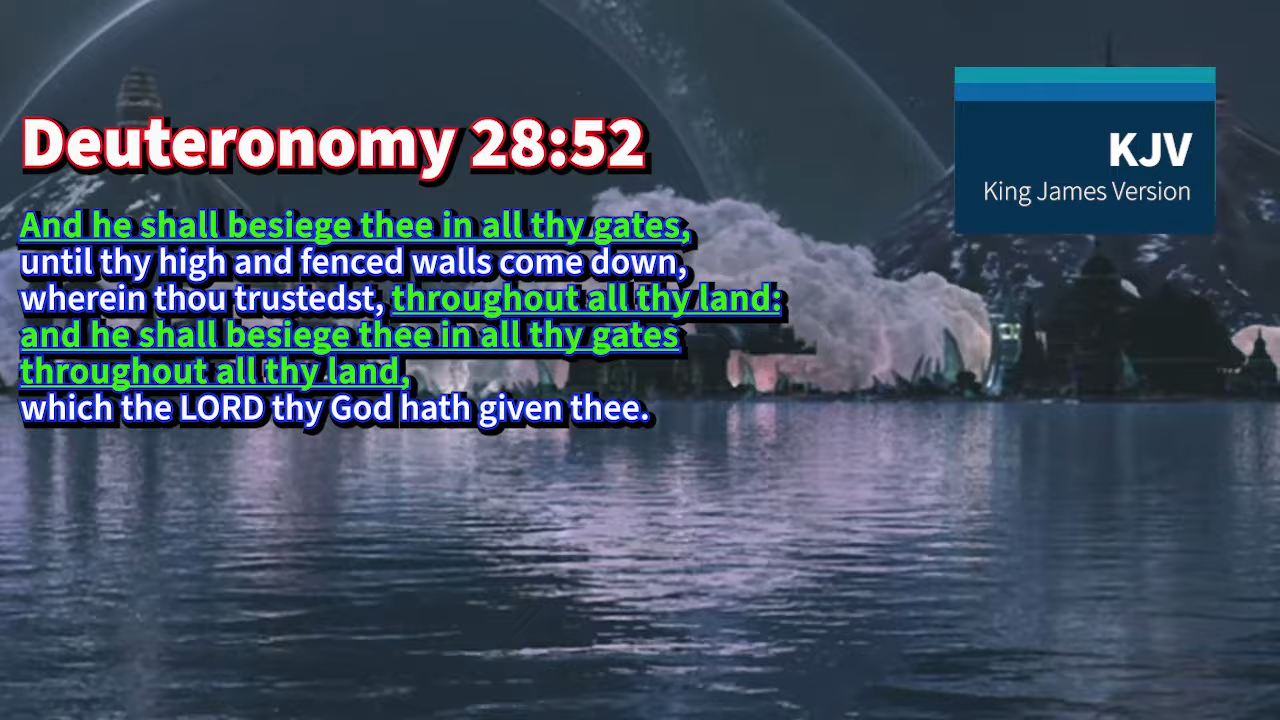 Deuteronomy 28:52
KJV
King James Version
And he shall besiege thee in all thy gates,
until thy high and fenced walls come down,
wherein thou trustedst, throughout all thy land:
and he shall besiege thee in all thy gates
throughout all thy land,
which the LORD thy God hath given thee.